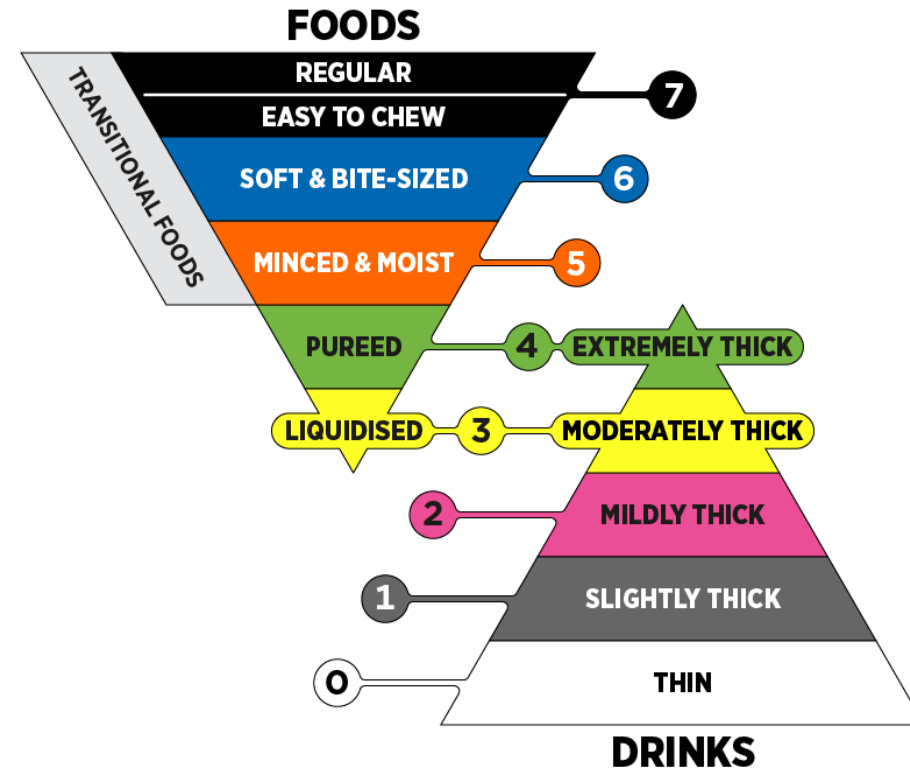 FOODS
TRANSITIONAL FOODS
REGULAR
7
EASY TO CHEW
SOFT & BITE-SIZED
6
MINCED & MOIST
5
PUREED
4
EXTREMELY THICK
LIQUIDISED
3
MODERATELY THICK
2
MILDLY THICK
1
SLIGHTLY THICK
0
THIN
DRINKS